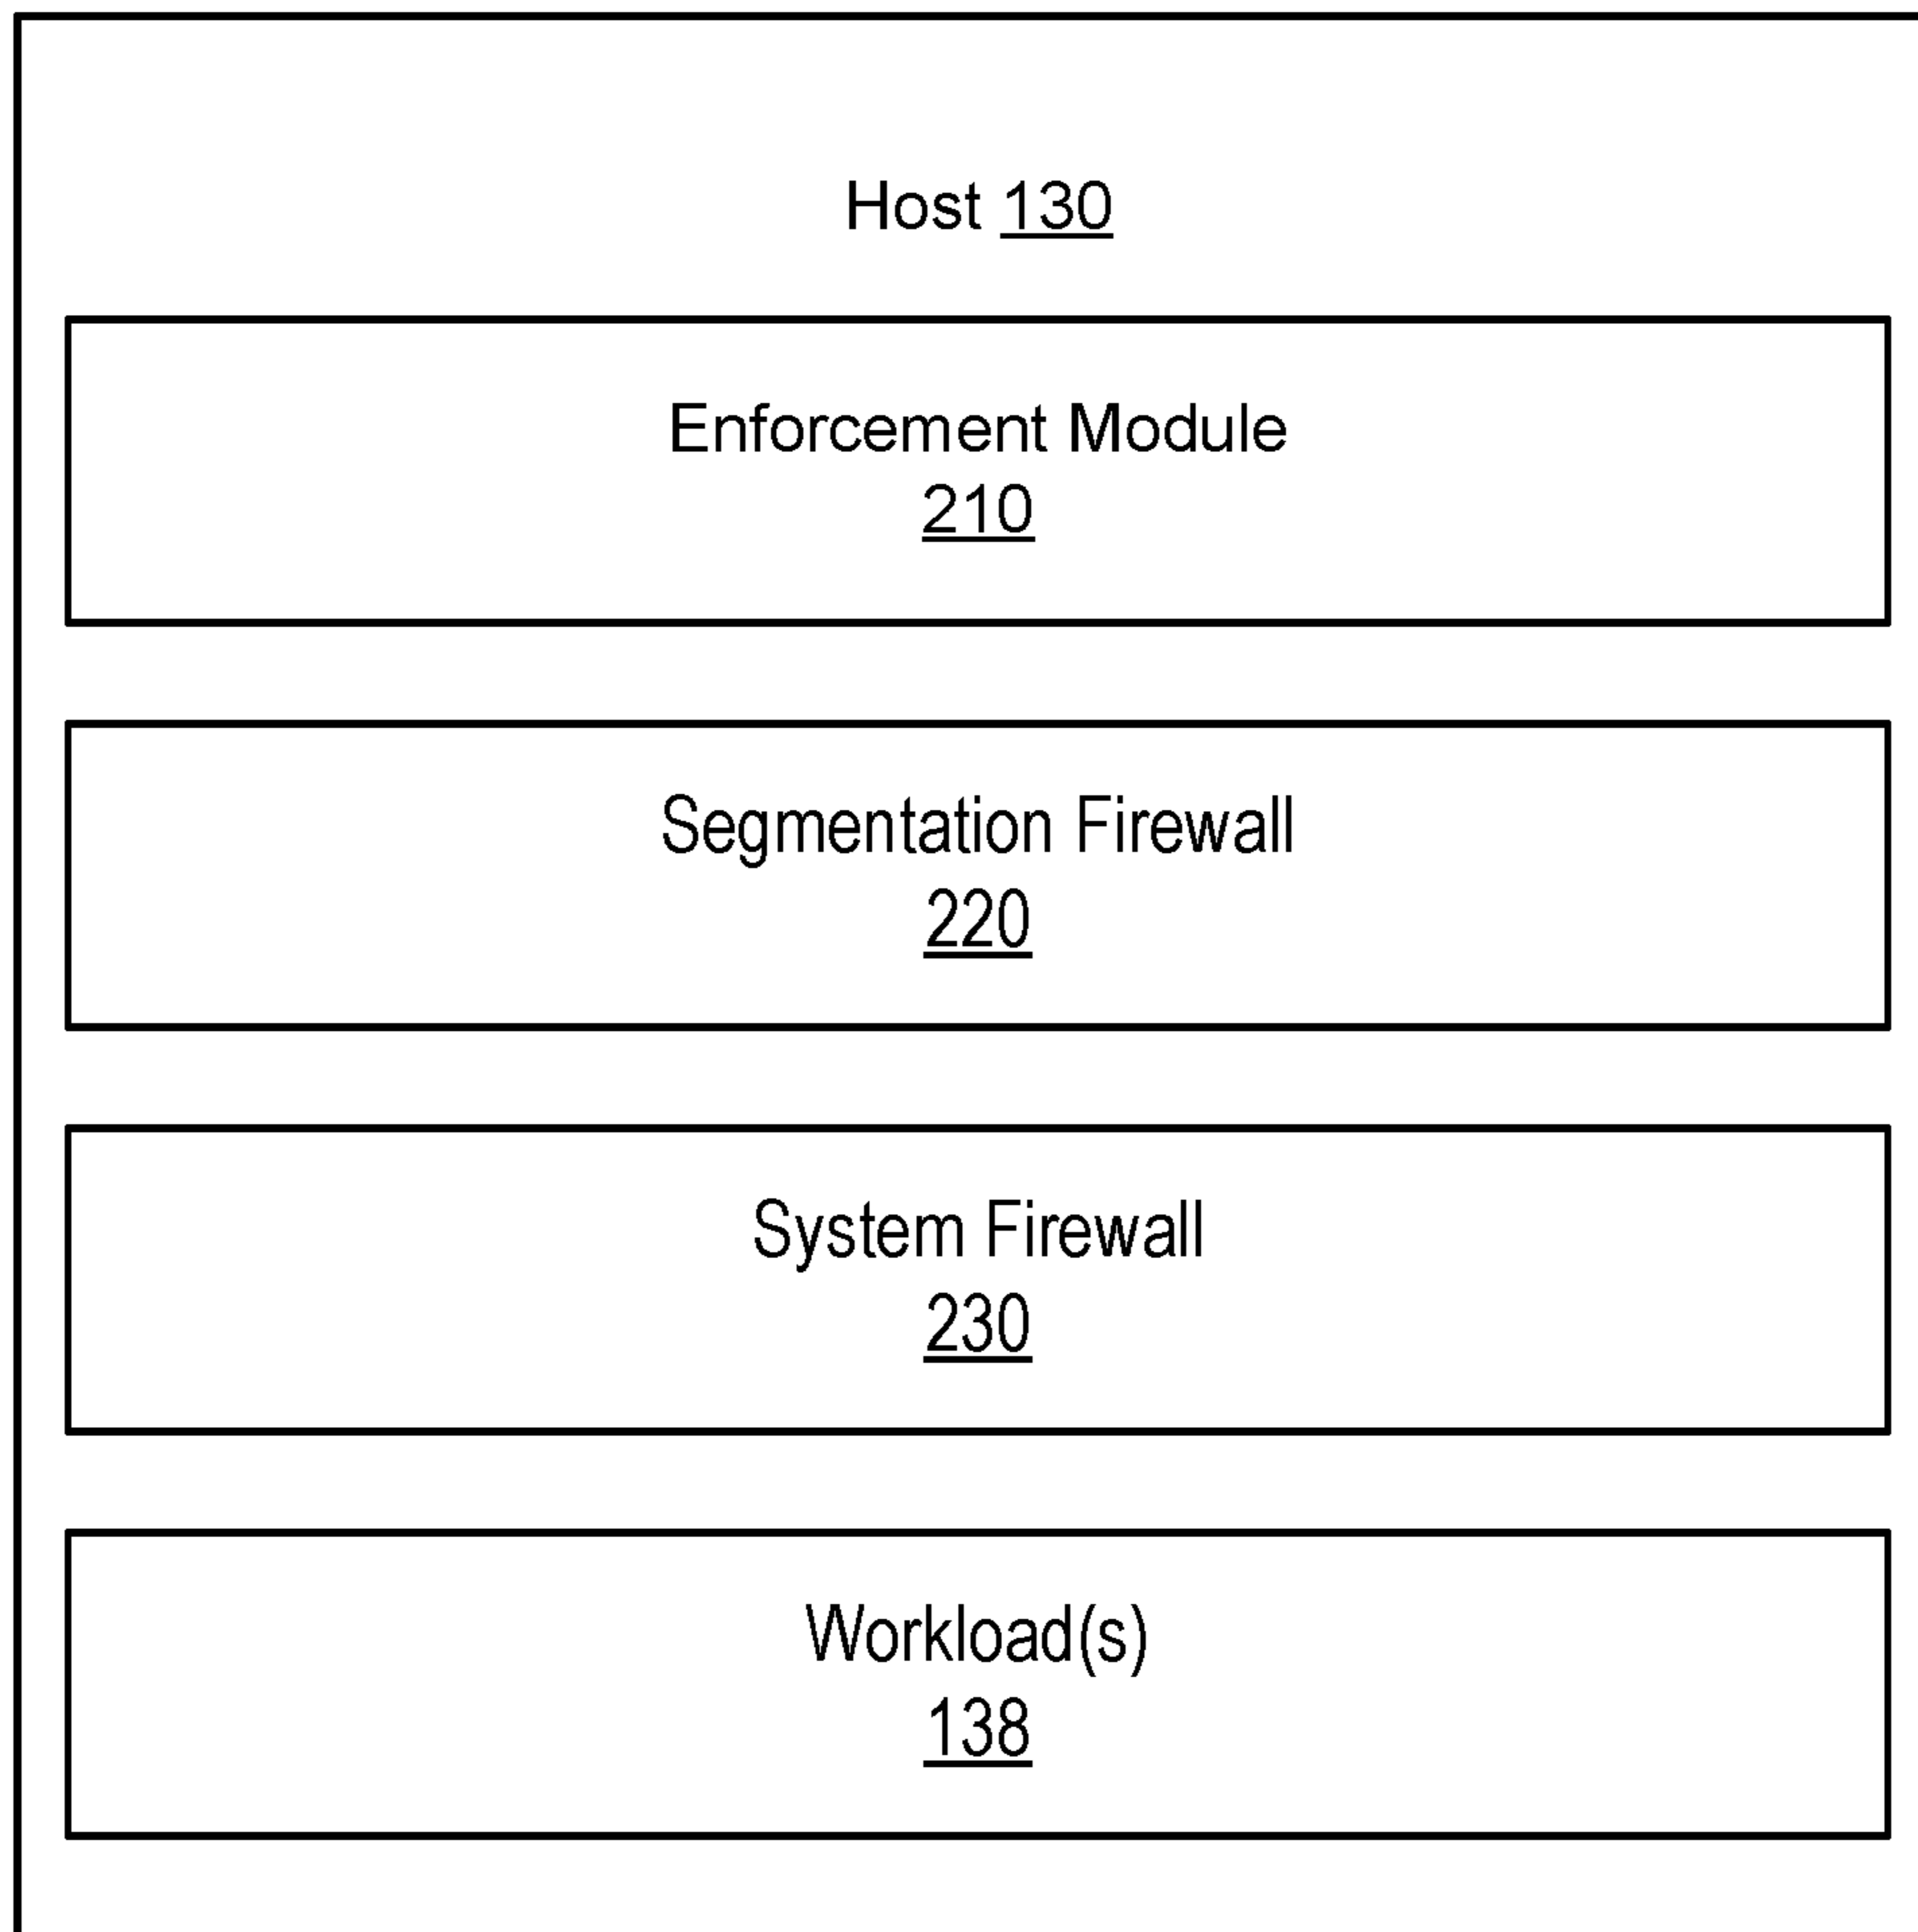 Host 130
Enforcement Module
210
Segmentation Firewall
220
System Firewall
230
Workload(s)
138